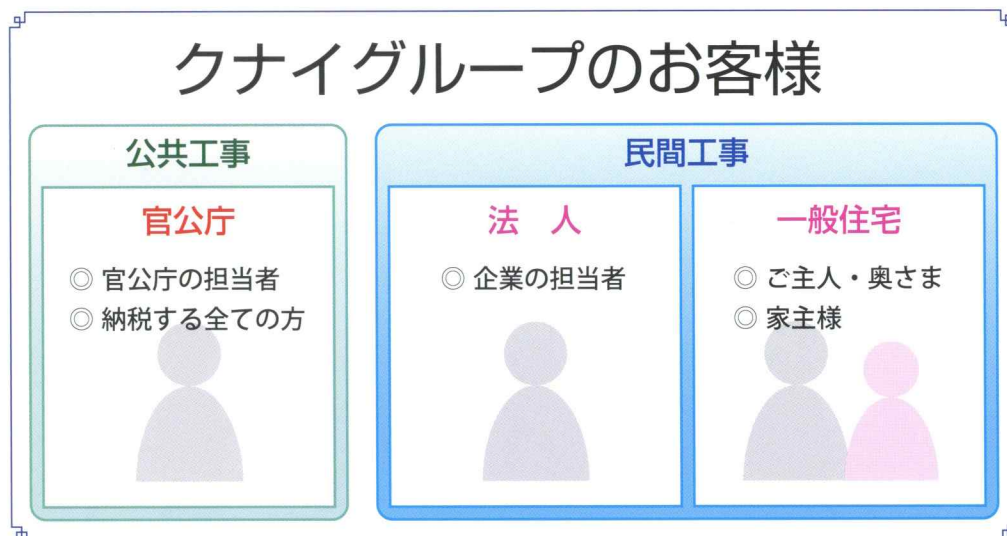 クナイグループのお客様
公共工事
官公庁
◎ 官公庁の担当者
◎ 納税する全ての方
民間工事
法　人
◎ 企業の担当者
一般住宅
◎ ご主人・奥さま
◎ 家主様